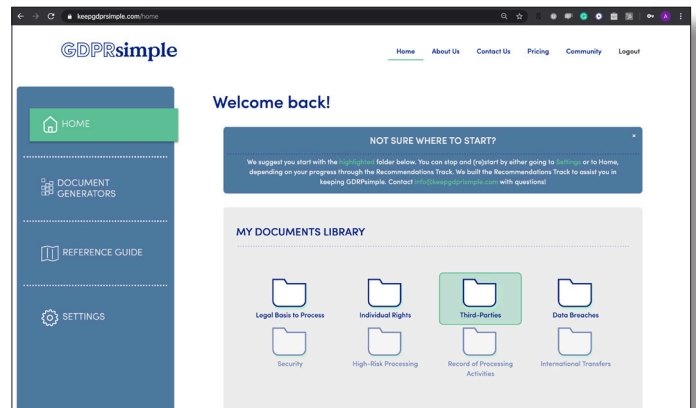 keepgdprsimple.com/home
GDPRsimple
Home About Us Contact Us Pricing Community Logout
HOME
DOCUMENT
GENERATORS
REFERENCE GUIDE
SETTINGS
Welcome back!
NOT SURE WHERE TO START?
×
We suggest you start with the highlighted folder below. You can stop and (re)start by either going to Settings or to Home,
depending on your progress through the Recommendations Track. We built the Recommendations Track to assist you in
keeping GDRPsimple. Contact info@keepgdprsimple.com with questions!
MY DOCUMENTS LIBRARY
Legal Basis to Process Individual Rights Third-Parties Data Breaches
Security High-Risk Processing Record of Processing International Transfers
Activities